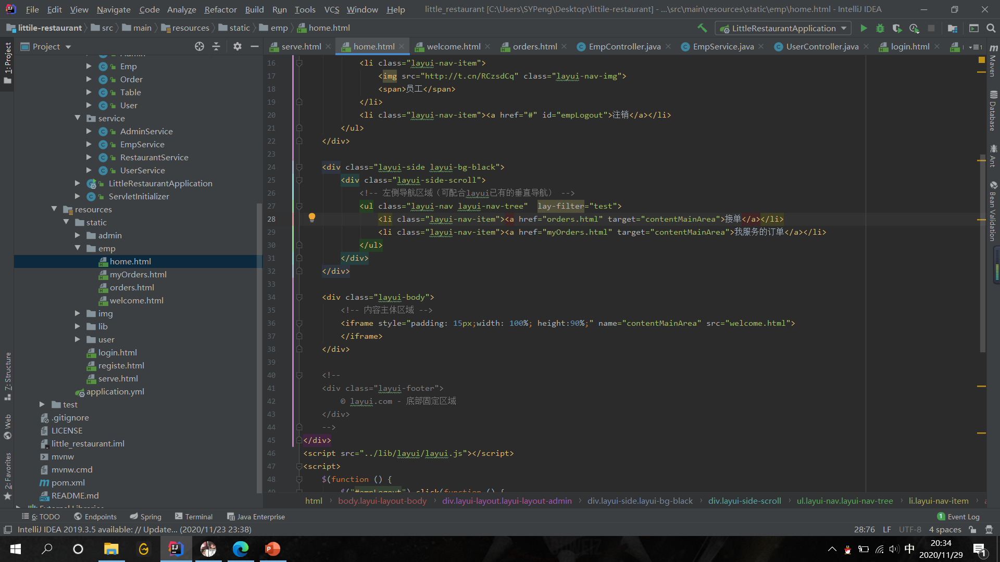 File Edit View Navigate Code Analyze Refactor Build Run Tools VCS Window Help little_restaurant [C:\Users\SYPeng\Desktop\littile-restaurant] - ...\src\main\resources\static\emp\home.html - IntelliJ IDEA
littile-restaurant src main resources static emp home.html LittleRestaurantApplication
Project serve.html home.html welcome.html orders.html EmpController.java EmpService.java UserController.java login.html
1: Project
7: Structure
Web
2: Favorites
Admin
Emp
Order
Table
User
service
AdminService
EmpService
RestaurantService
UserService
LittleRestaurantApplication
ServletInitializer
resources
static
admin
emp
home.html
myOrders.html
orders.html
welcome.html
img
lib
user
login.html
registe.html
serve.html
application.yml
test
.gitignore
LICENSE
little_restaurant.iml
mvnw
mvnw.cmd
pom.xml
README.md
External Libraries
16 <li class="layui-nav-item">
17 <img src="http://t.cn/RCzsdCq" class="layui-nav-img">
18 <span>员工</span>
19 </li>
20 <li class="layui-nav-item"><a href="#" id="empLogout">注销</a></li>
21 </ul>
22 </div>
23
24 <div class="layui-side layui-bg-black">
25 <div class="layui-side-scroll">
26 <!-- 左侧导航区域（可配合layui已有的垂直导航） -->
27 <ul class="layui-nav layui-nav-tree"  lay-filter="test">
28 <li class="layui-nav-item"><a href="orders.html" target="contentMainArea">接单</a></li>
29 <li class="layui-nav-item"><a href="myOrders.html" target="contentMainArea">我服务的订单</a></li>
30 </ul>
31 </div>
32 </div>
33
34 <div class="layui-body">
35 <!-- 内容主体区域 -->
36 <iframe style="padding: 15px;width: 100%; height:90%;" name="contentMainArea" src="welcome.html">
37 </iframe>
38 </div>
39
40 <!--
41 <div class="layui-footer">
42 © layui.com - 底部固定区域
43 </div>
44 -->
45 </div>
46 <script src="../lib/layui/layui.js"></script>
47 <script>
48 $(function () {
49 $("#empLogout").click(function () {
Maven
Database
Ant
Bean Validation
html body.layui-layout-body div.layui-layout.layui-layout-admin div.layui-side.layui-bg-black div.layui-side-scroll ul.layui-nav.layui-nav-tree li.layui-nav-item a
6: TODO Endpoints Spring Terminal Java Enterprise 1 Event Log
IntelliJ IDEA 2019.3.5 available: // Update... (2020/11/23 23:38) 28:76 LF UTF-8 4 spaces
中 20:34
2020/11/29
1